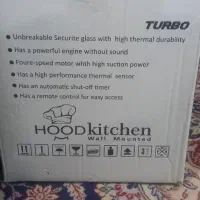 TURBO
• Unbreakable Securite glass with high thermal durability
• Has a powerful engine without sound
• Foure-speed motor with high suction power
• Has a high performance thermal sensor
• Has an automatic shut-off timer
• Has a remote control for easy access
HOOD kitchen
Wall Mounted